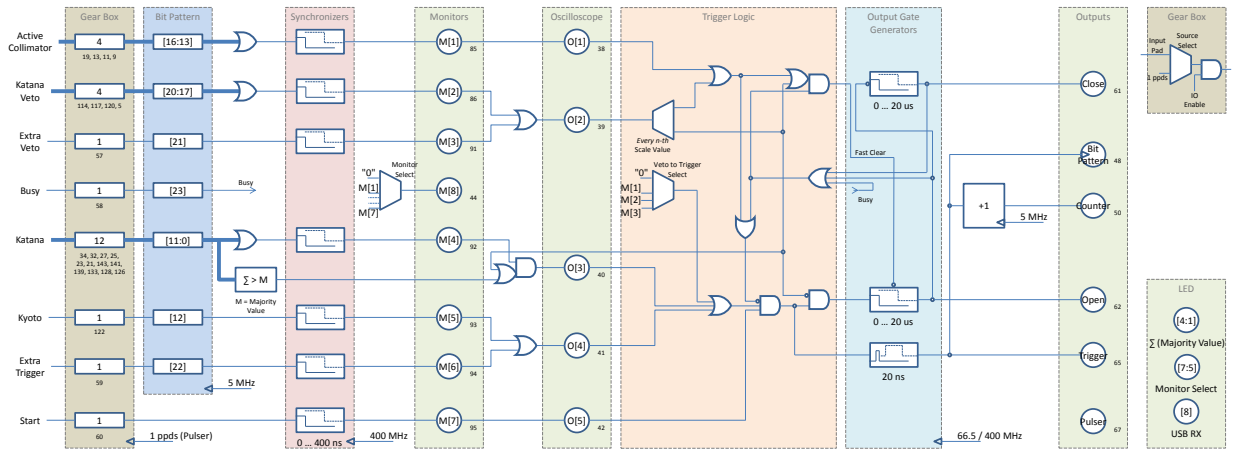 Gear Box
Bit Pattern
Synchronizers
Monitors
Oscilloscope
Trigger Logic
Output Gate
Generators
Outputs
Gear Box
Active
Collimator
4
19, 13, 11, 9
[16:13]
M[1]
85
O[1]
38
Input
Pad
Source
Select
1 ppds
IO
Enable
Katana
Veto
4
114, 117, 120, 5
[20:17]
M[2]
86
O[2]
39
Every n-th
Scale Value
0 ... 20 us
Close
61
Extra
Veto
1
57
[21]
M[3]
91
Fast Clear
Bit
Pattern
48
Busy
1
58
[23]
Busy
"0"
M[1]
M[7]
Monitor
Select
M[8]
44
Veto to Trigger
Select
"0"
M[1]
M[2]
M[3]
Busy
+1
5 MHz
Counter
50
Katana
12
34, 32, 27, 25,
23, 21, 143, 141,
139, 133, 128, 126
[11:0]
∑ > M
M = Majority
Value
M[4]
92
O[3]
40
0 ... 20 us
Open
62
Kyoto
1
122
[12]
M[5]
93
O[4]
41
Extra
Trigger
1
59
[22]
5 MHz
M[6]
94
20 ns
Trigger
65
Start
1
60
1 ppds (Pulser)
0 ... 400 ns
400 MHz
M[7]
95
O[5]
42
66.5 / 400 MHz
Pulser
67
LED
[4:1]
∑ (Majority Value)
[7:5]
Monitor Select
[8]
USB RX